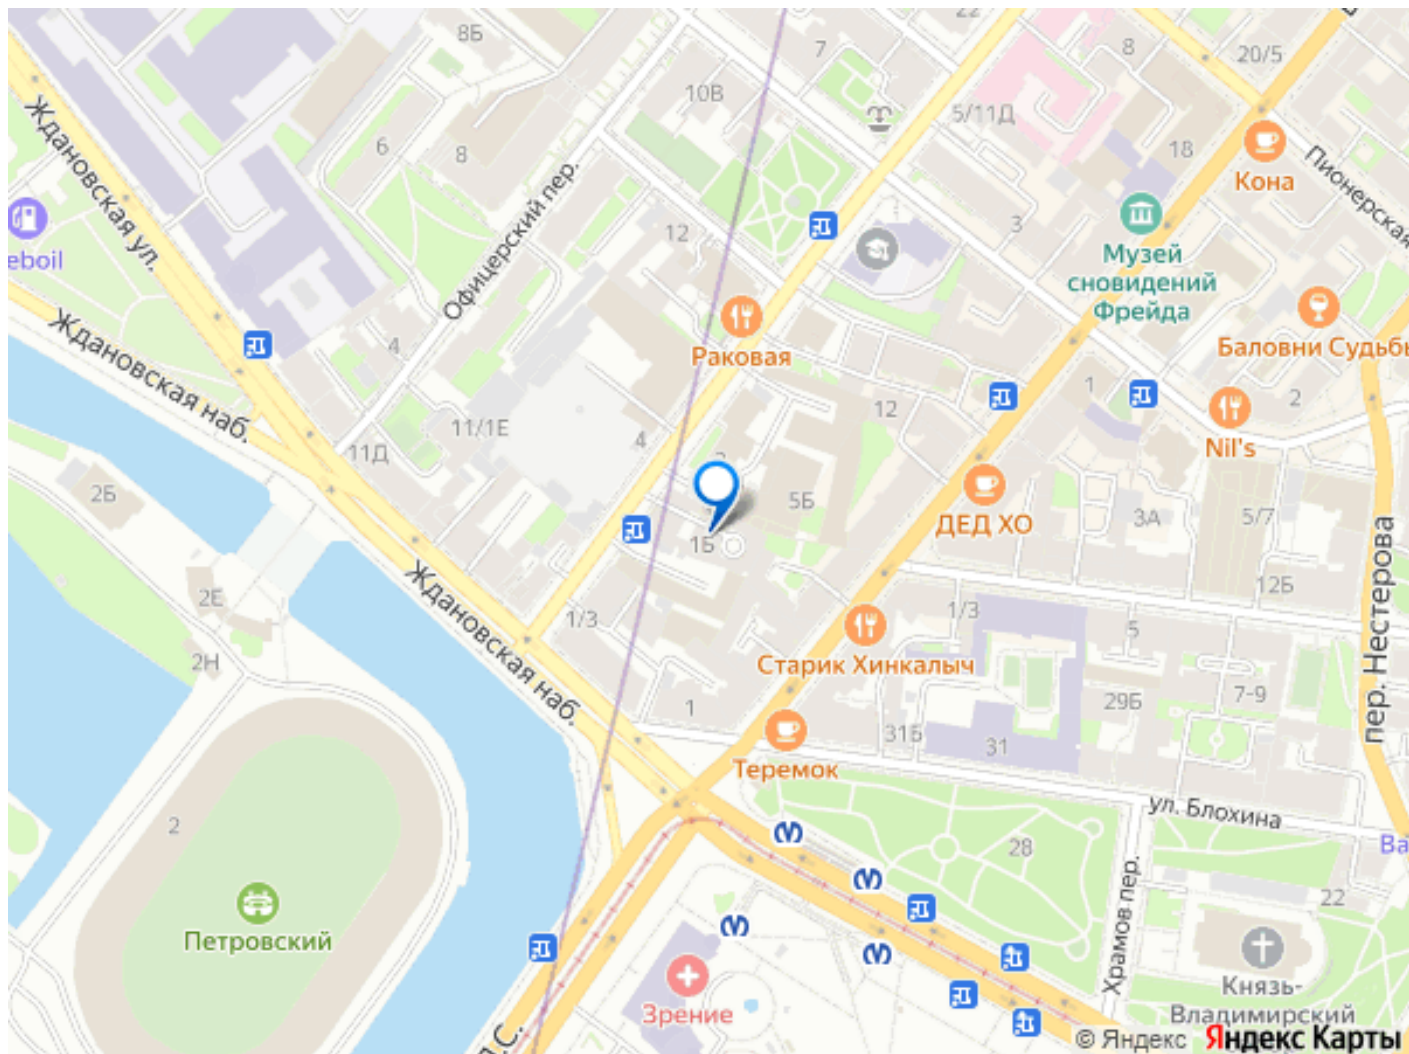 22
8Б
7
8
20/5
10В
5/11Д
Ждановская ул.
6
8
18
Кона
Пионерская
Офицерский пер.
12
3
eboil
Музей
сновидений
Фрейда
Ждановская наб.
4
Раковая
Баловни Судьбы
1
2
12
11/1Е
4
11Д
Nil's
2Б
5Б
ДЕД ХО
3А
5/7
1Б
пер. Нестерова
Ждановская наб.
2Е
12Б
1/3
1/3
5
2Н
Старик Хинкалыч
29Б
7-9
1
31Б
31
Теремок
ул. Блохина
2
28
Ва
Храмов пер.
22
Петровский
Зрение
Князь-
Владимирский
© Яндекс Яндекс Карты